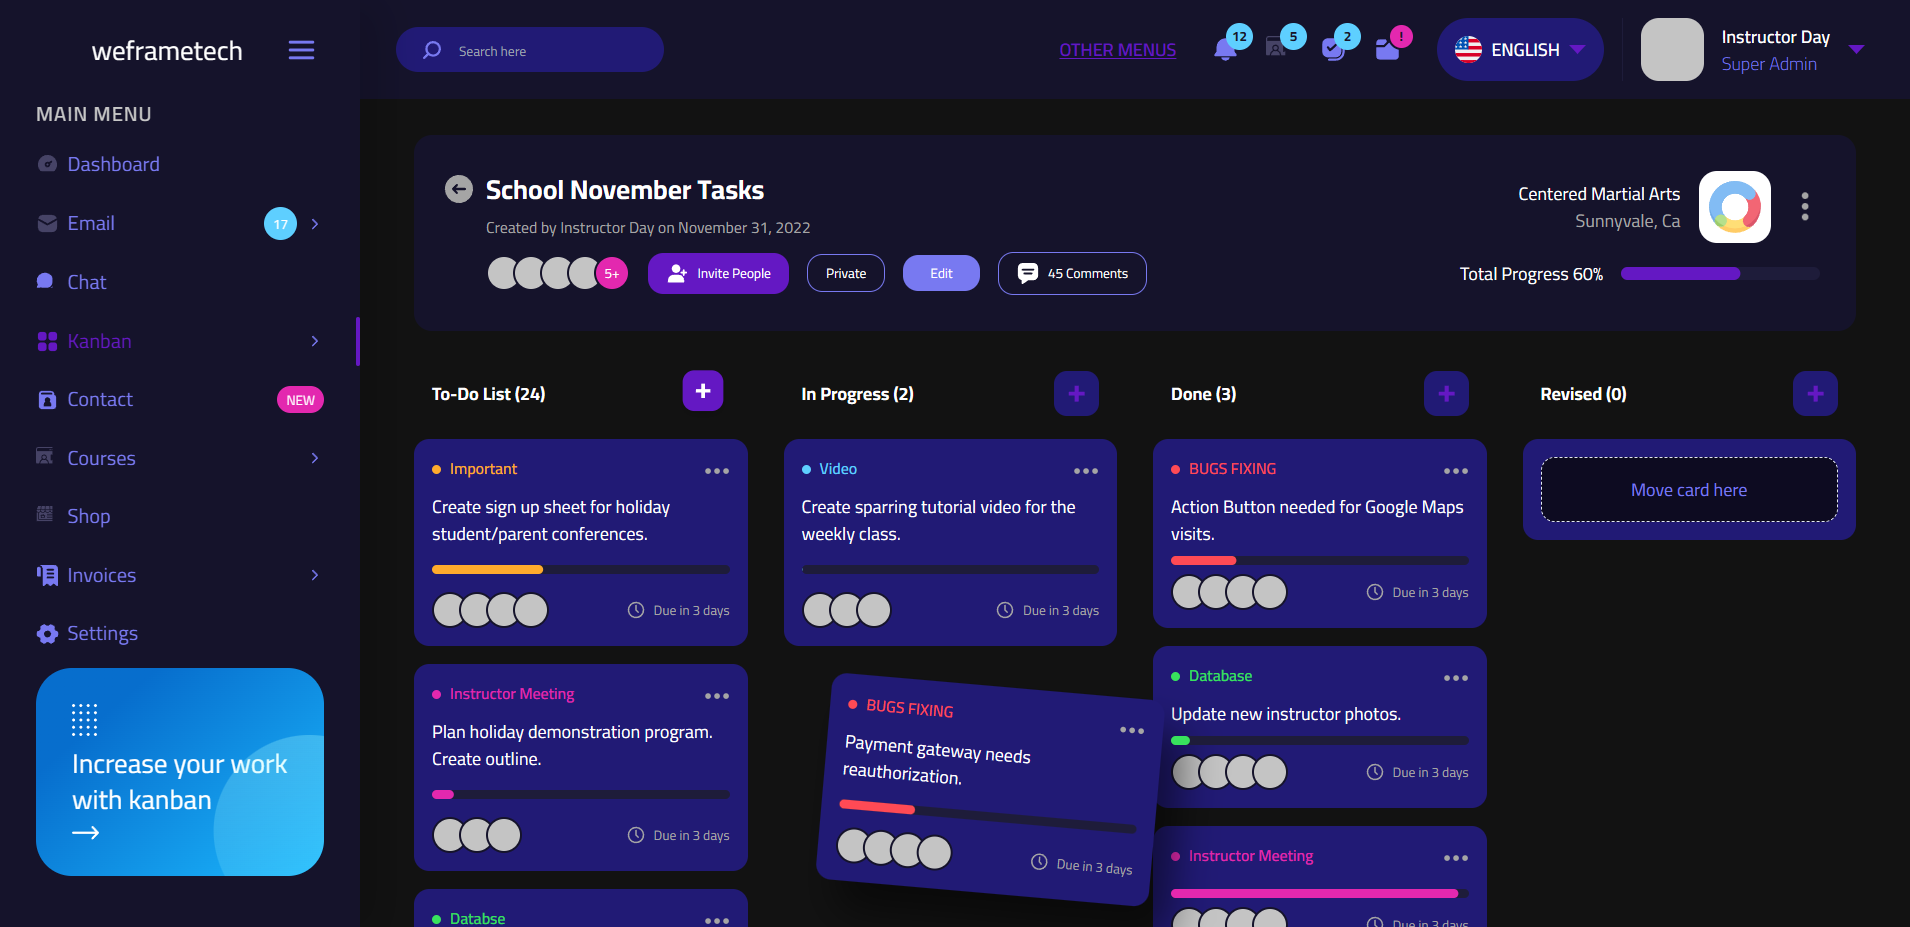 weframetech
Search here
OTHER MENUS
12
5
2
!
ENGLISH
Instructor Day
Super Admin
MAIN MENU
Dashboard
Email
17
Chat
Kanban
Contact
NEW
Courses
Shop
Invoices
Settings
Increase your work
with kanban
School November Tasks
Created by Instructor Day on November 31, 2022
5+
Invite People
Private
Edit
45 Comments
Centered Martial Arts
Sunnyvale, Ca
Total Progress 60%
To-Do List (24)
Important
Create sign up sheet for holiday
student/parent conferences.
Due in 3 days
Instructor Meeting
Plan holiday demonstration program.
Create outline.
Due in 3 days
Databse
In Progress (2)
Video
Create sparring tutorial video for the
weekly class.
Due in 3 days
BUGS FIXING
Payment gateway needs
reauthorization.
Due in 3 days
Done (3)
BUGS FIXING
Action Button needed for Google Maps
visits.
Due in 3 days
Database
Update new instructor photos.
Due in 3 days
Instructor Meeting
Due in 3 days
Revised (0)
Move card here